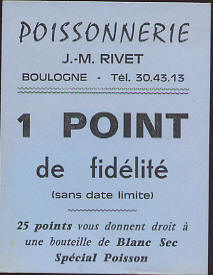 POISSONNERIE
J.-M. RIVET
BOULOGNE - Tél. 30.43.13
1 POINT
de fidélité
(sans date limite)
25 points vous donnent droit à
une bouteille de Blanc Sec
Spécial Poisson